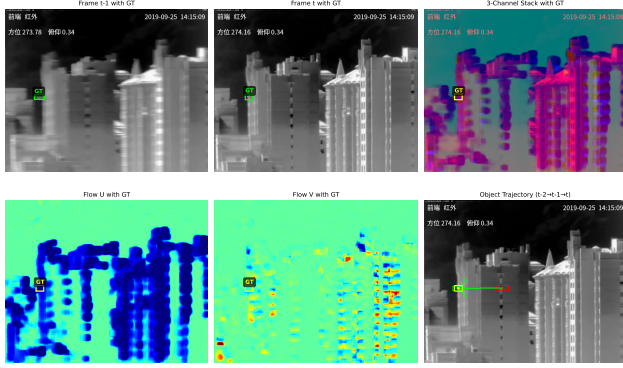 Frame t-1 with GT
2019-09-25 14:15:09
前端 红外
方位 273.78 俯仰 0.34
GT
Frame t with GT
2019-09-25 14:15:09
前端 红外
方位 274.16 俯仰 0.34
GT
3-Channel Stack with GT
2019-09-25 14:15:09
前端 红外
方位 274.16 俯仰 0.34
GT
Flow U with GT
GT
Flow V with GT
GT
Object Trajectory (t-2→t-1→t)
2019-09-25 14:15:09
前端 红外
方位 274.16 俯仰 0.34